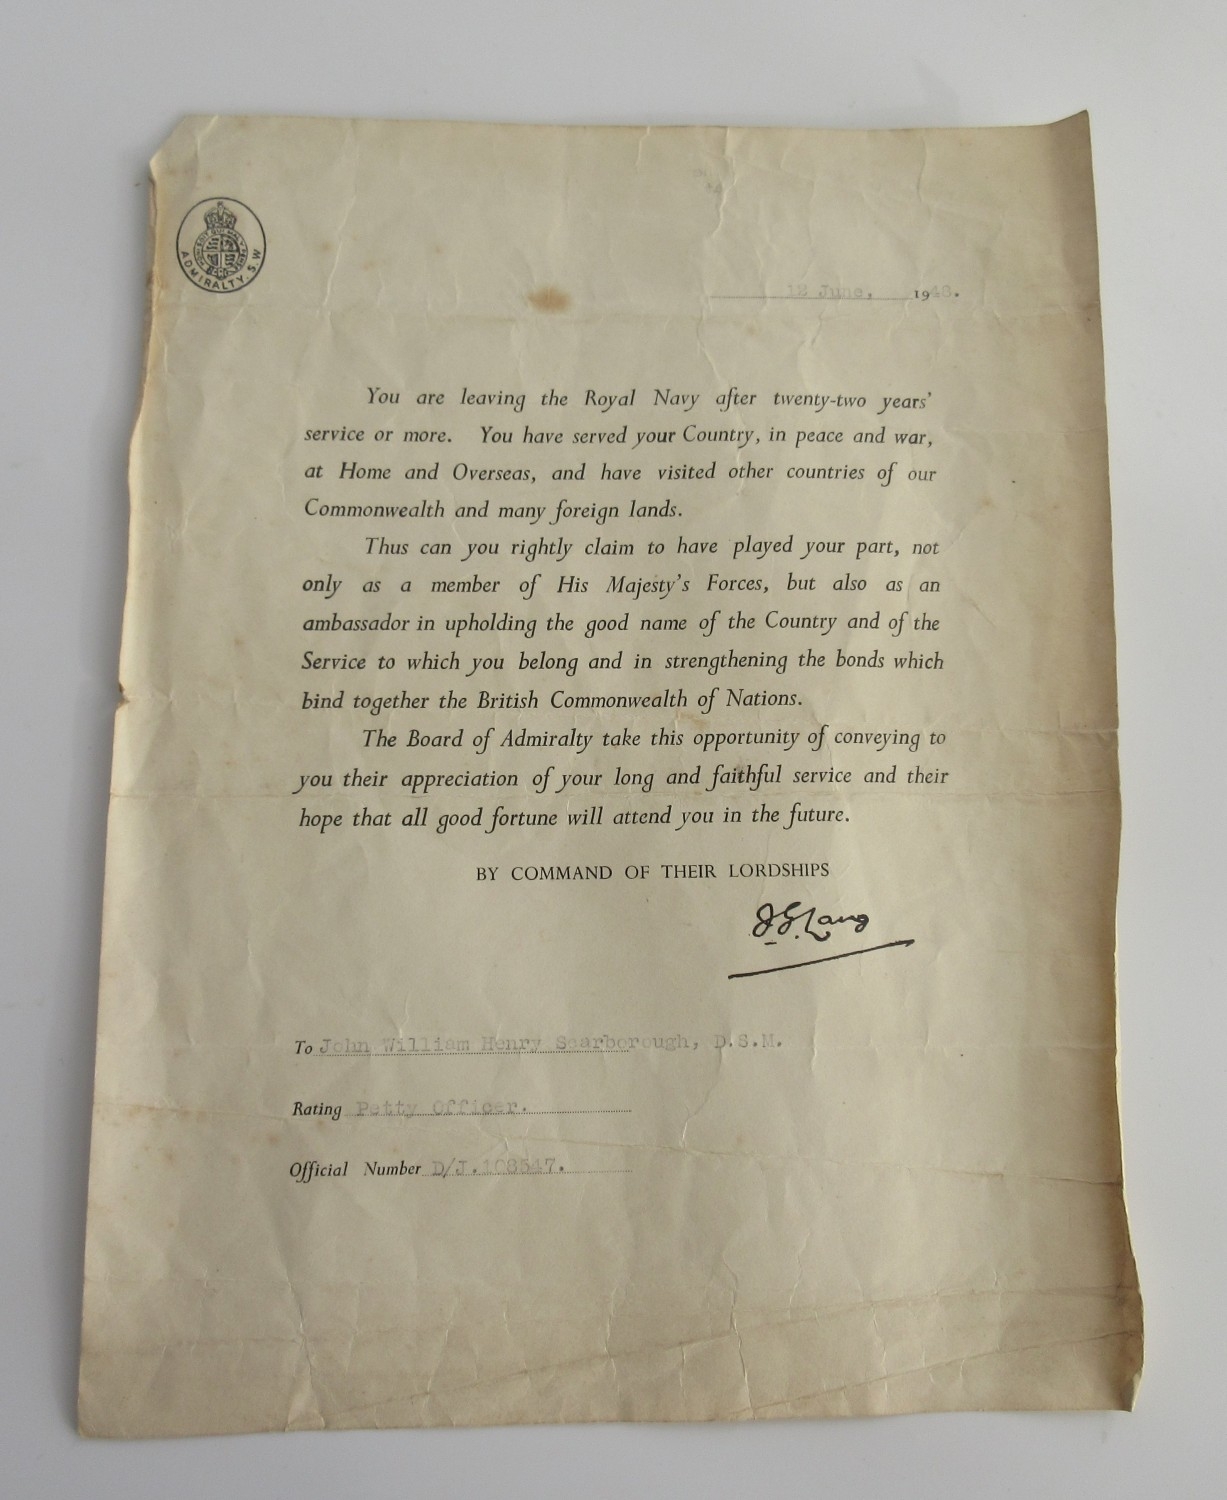 ADMIRALTY. S.W
12 June, 1948.
You are leaving the Royal Navy after twenty-two years'
service or more. You have served your Country, in peace and war,
at Home and Overseas, and have visited other countries of our
Commonwealth and many foreign lands.
Thus can you rightly claim to have played your part, not
only as a member of His Majesty's Forces, but also as an
ambassador in upholding the good name of the Country and of the
Service to which you belong and in strengthening the bonds which
bind together the British Commonwealth of Nations.
The Board of Admiralty take this opportunity of conveying to
you their appreciation of your long and faithful service and their
hope that all good fortune will attend you in the future.
BY COMMAND OF THEIR LORDSHIPS
J.G. Lang
To John William Henry Scarborough, D.S.M.
Rating Petty Officer.
Official Number D/J.108547.